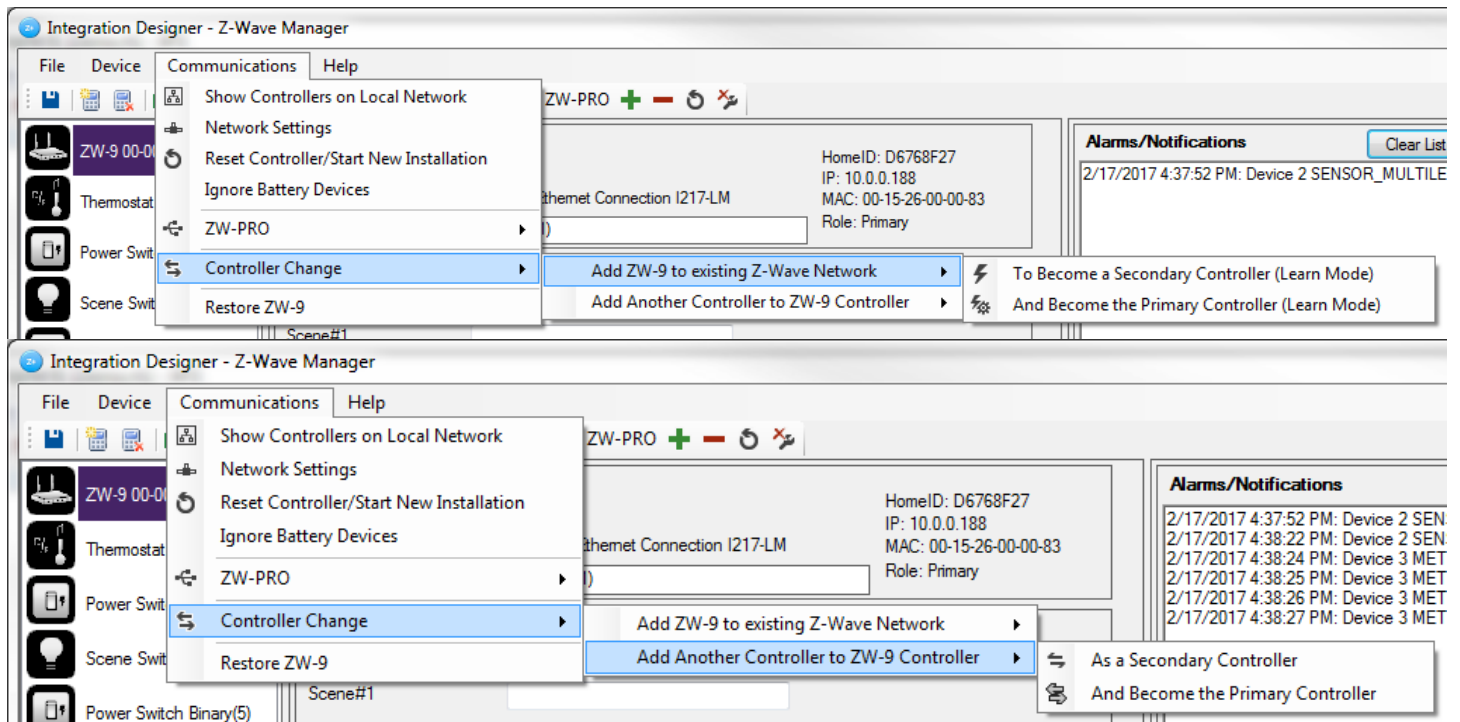 Integration Designer - Z-Wave Manager
File Device Communications Help
Show Controllers on Local Network
ZW-PRO
Network Settings
ZW-9
Reset Controller/Start New Installation
Ignore Battery Devices
Thermostat
ZW-PRO
Power
Controller Change
Scene
Restore ZW-9
Scene#1
Connection I217-LM
HomeID: D6768F27
IP: 10.0.0.188
MAC: 00-15-26-00-00-83
Role: Primary
Alarms/Notifications
Clear List
2/17/2017 4:37:52 PM: Device 2 SENSOR_MULTILE
Add ZW-9 to existing Z-Wave Network
Add Another Controller to ZW-9 Controller
To Become a Secondary Controller (Learn Mode)
And Become the Primary Controller (Learn Mode)
Integration Designer - Z-Wave Manager
File Device Communications Help
Show Controllers on Local Network
ZW-PRO
Network Settings
ZW-9
Reset Controller/Start New Installation
Ignore Battery Devices
Thermostat
ZW-PRO
Power
Controller Change
Scene
Restore ZW-9
Scene#1
Power Switch Binary(5)
Connection I217-LM
HomeID: D6768F27
IP: 10.0.0.188
MAC: 00-15-26-00-00-83
Role: Primary
Alarms/Notifications
2/17/2017 4:37:52 PM: Device 2 SEN
2/17/2017 4:38:22 PM: Device 2 SEN
2/17/2017 4:38:24 PM: Device 3 MET
2/17/2017 4:38:25 PM: Device 3 MET
2/17/2017 4:38:26 PM: Device 3 MET
2/17/2017 4:38:27 PM: Device 3 MET
Add ZW-9 to existing Z-Wave Network
Add Another Controller to ZW-9 Controller
As a Secondary Controller
And Become the Primary Controller